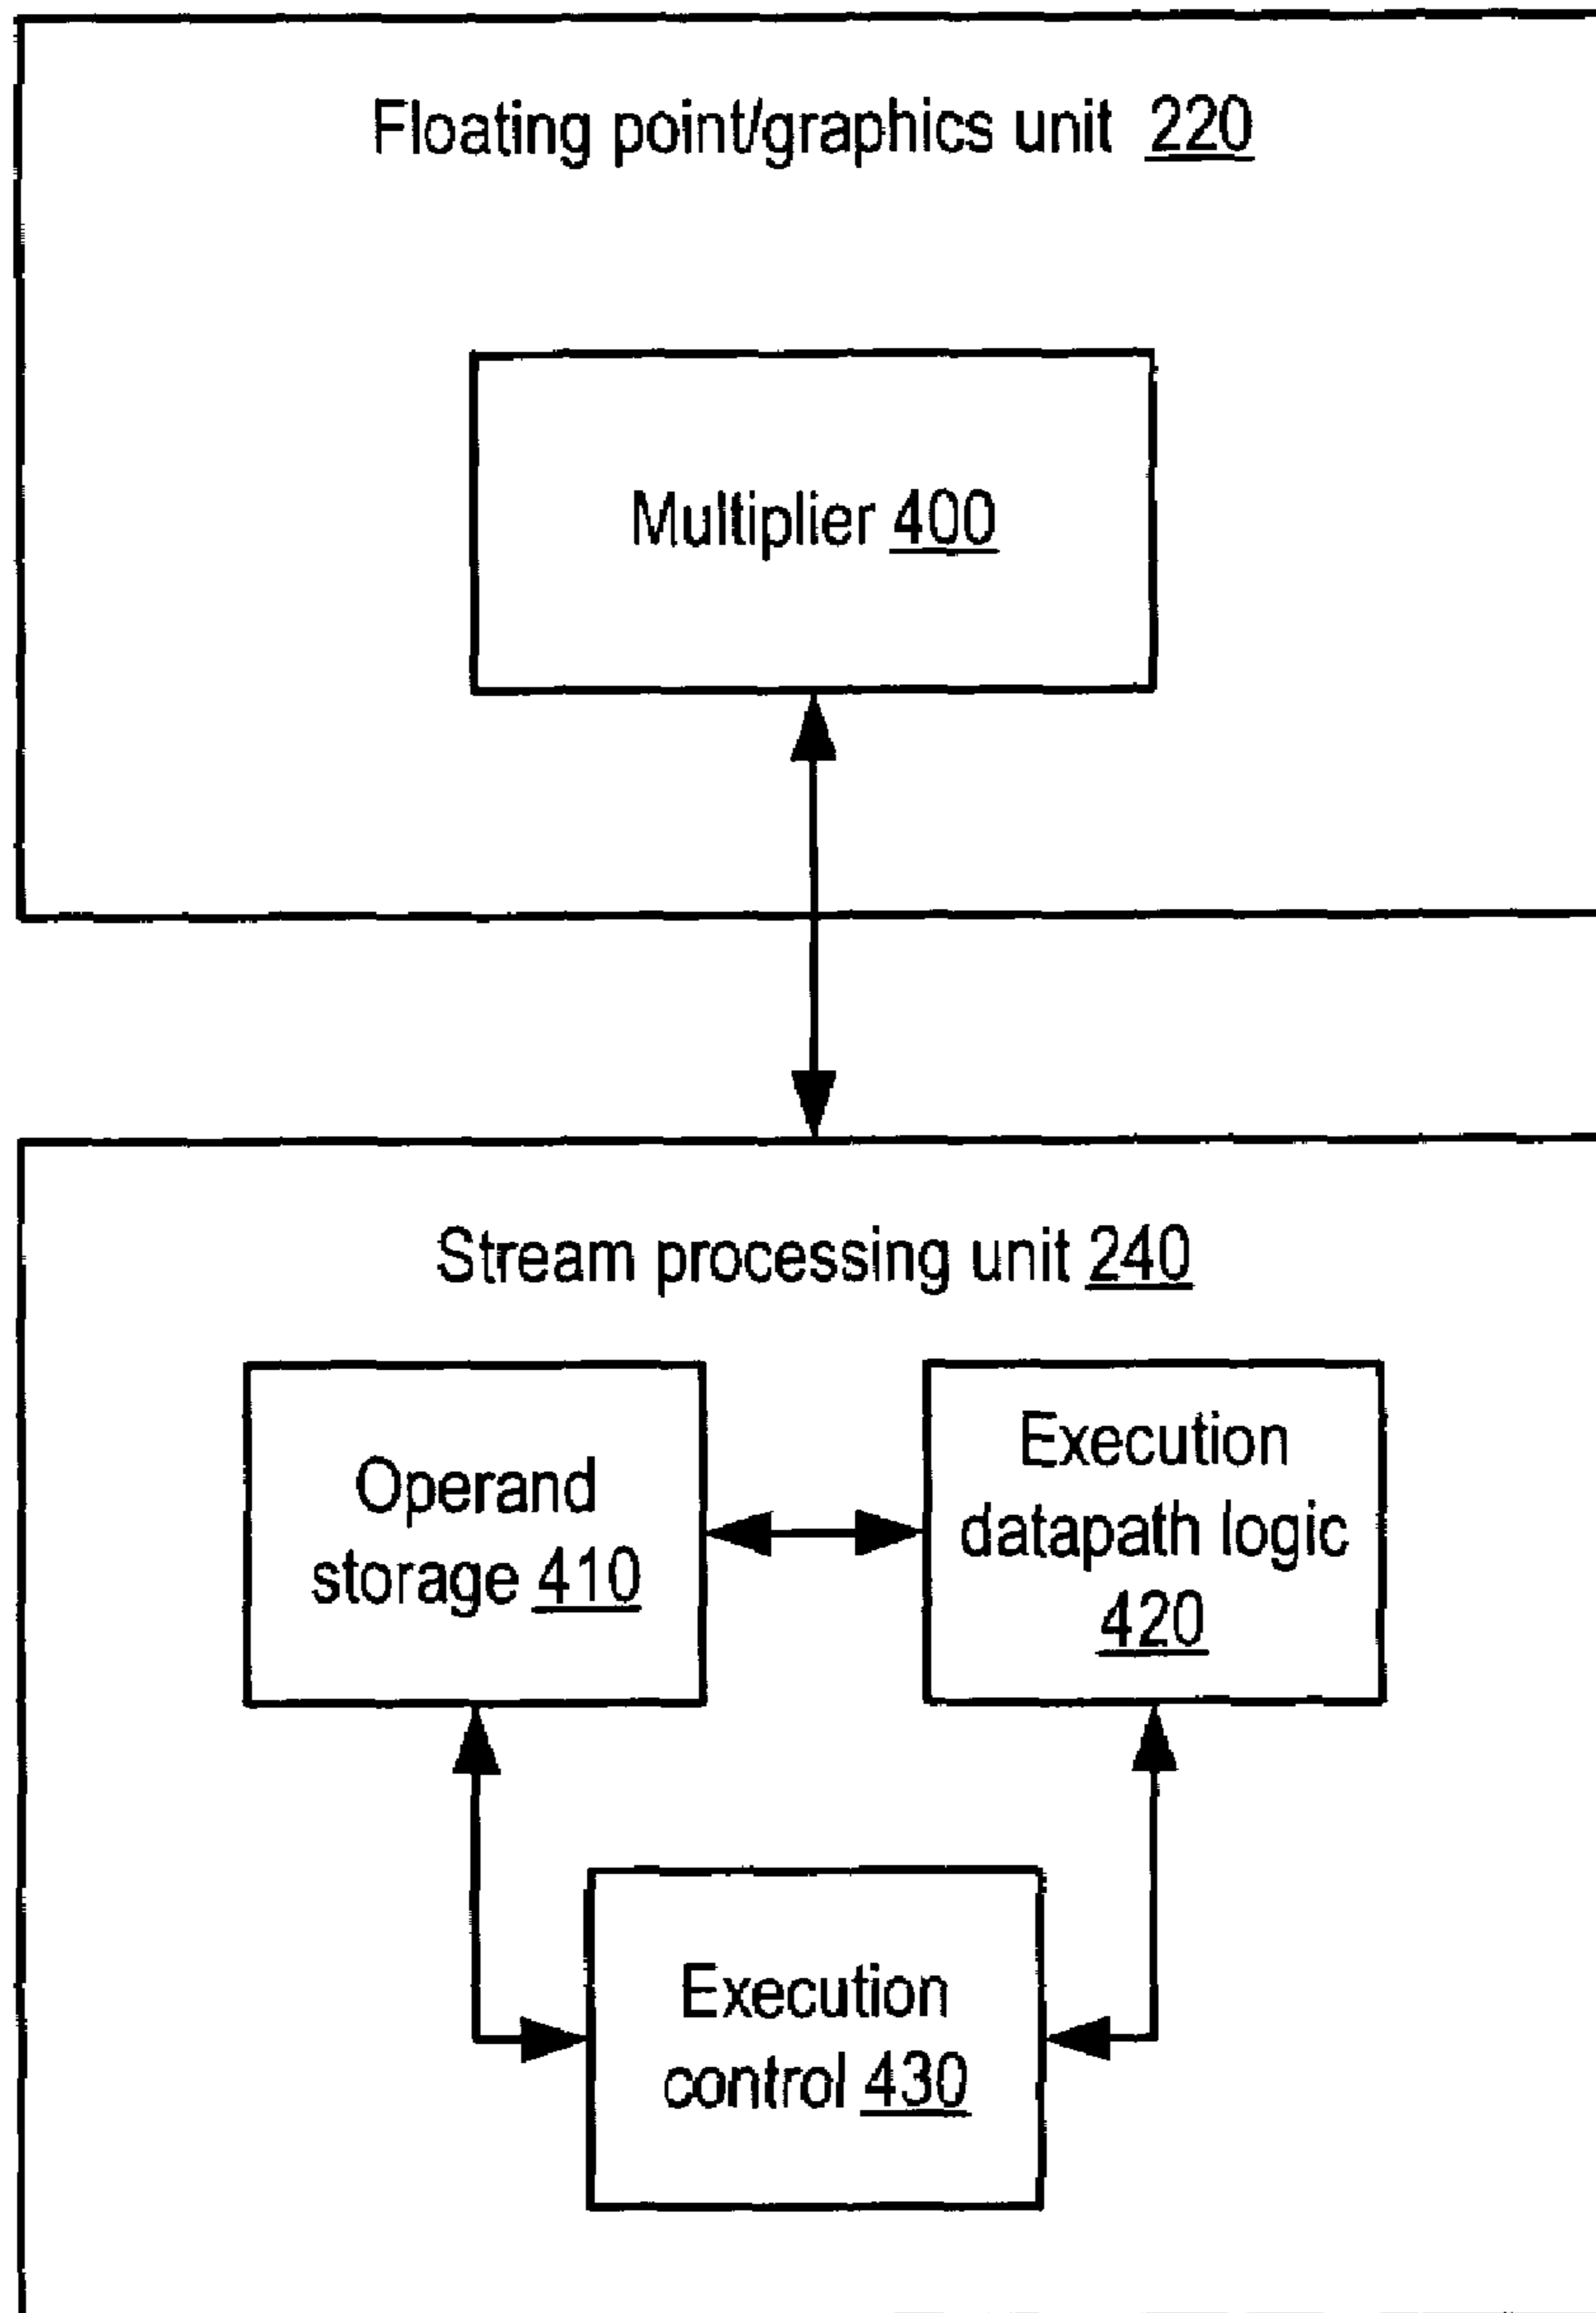 Floating point/graphics unit 220
Multiplier 400
Stream processing unit 240
Operand
storage 410
Execution
datapath logic
420
Execution
control 430